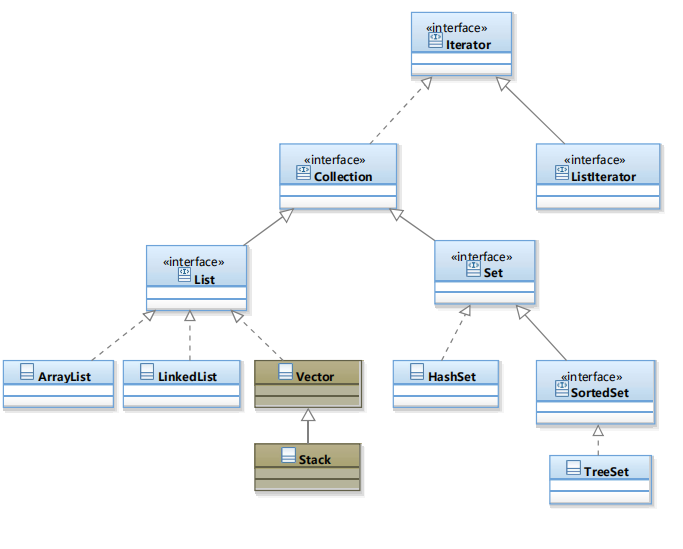 «interface»
Iterator
«interface»
Collection
«interface»
ListIterator
«interface»
List
«interface»
Set
ArrayList
LinkedList
Vector
HashSet
«interface»
SortedSet
Stack
TreeSet